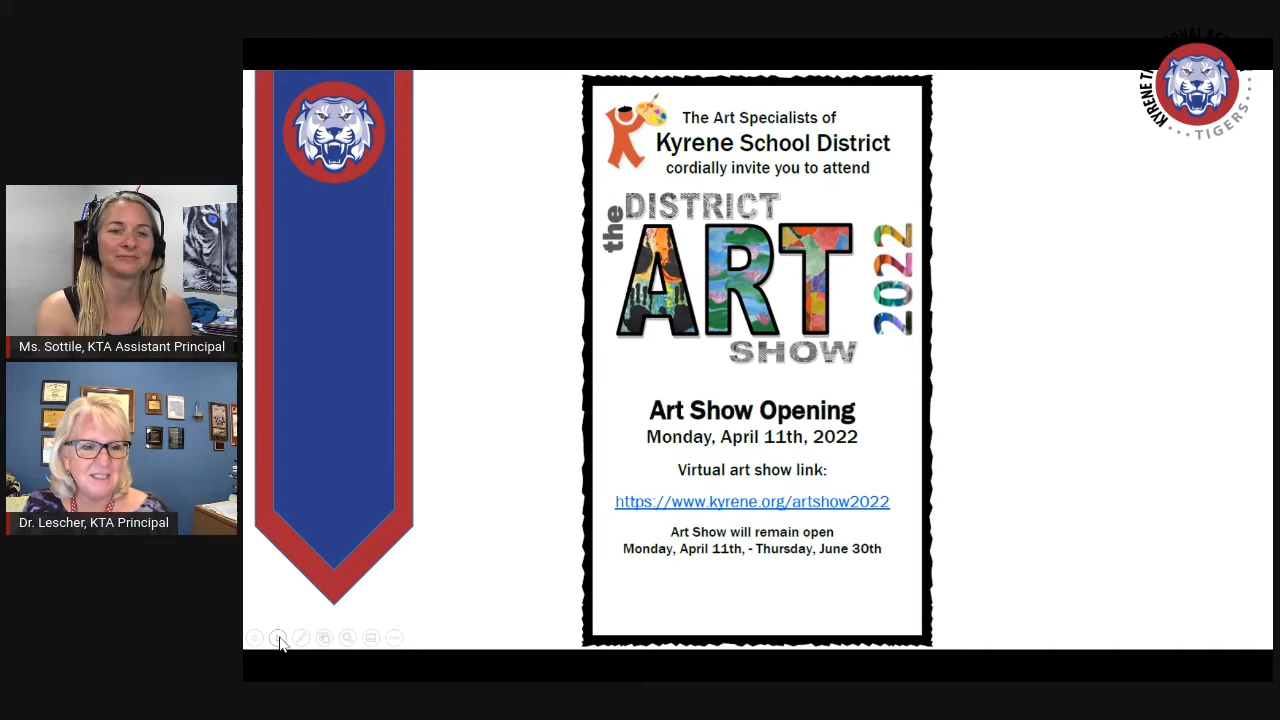 The Art Specialists of
Kyrene School District
cordially invite you to attend
the DISTRICT
ART
2022
SHOW
Art Show Opening
Monday, April 11th, 2022
Virtual art show link:
https://www.kyrene.org/artshow2022
Art Show will remain open
Monday, April 11th, - Thursday, June 30th
Ms. Sottile, KTA Assistant Principal
Dr. Lescher, KTA Principal
KYRENE
TIGERS